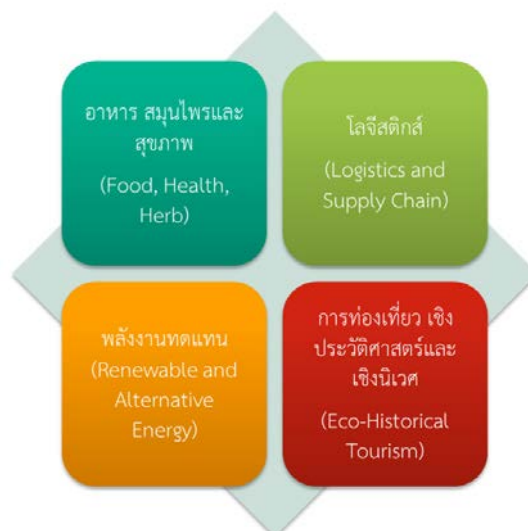 อาหาร สมุนไพรและ
สุขภาพ
(Food, Health,
Herb)
โลจีสติกส์
(Logistics and
Supply Chain)
พลังงานทดแทน
(Renewable and
Alternative
Energy)
การท่องเที่ยว เชิง
ประวัติศาสตร์และ
เชิงนิเวศ
(Eco-Historical
Tourism)